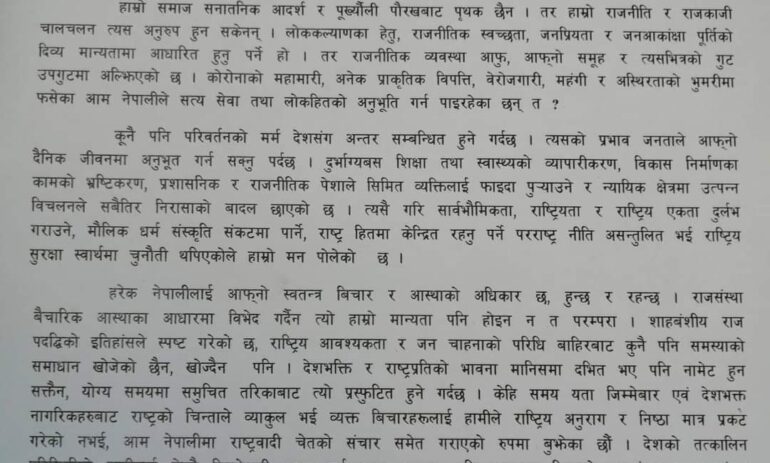 हाम्रो समाज सनातनिक आदर्श र पूर्ख्यौली पौरखबाट पृथक छैन । तर हाम्रो राजनीति र राजकाजी
चालचलन त्यस अनुरुप हुन सकेनन् । लोककल्याणका हेतु, राजनीतिक स्वच्छता, जनप्रियता र जनआकांक्षा पूर्तिको
दिव्य मान्यतामा आधारित हुनु पर्ने हो । तर राजनीतिक व्यवस्था आफु, आफ्नो समूह र त्यसभित्रको गुट
उपगुटमा अल्झिएको छ । कोरोनाको महामारी, अनेक प्राकृतिक विपत्ति, वेरोजगारी, महंगी र अस्थिरताको भुमरीमा
फसेका आम नेपालीले सत्य सेवा तथा लोकहितको अनुभूति गर्न पाइरहेका छन् त ?
कूनै पनि परिवर्तनको मर्म देशसंग अन्तर सम्वन्धित हुने गर्दछ । त्यसको प्रभाव जनताले आफ्नो
दैनिक जीवनमा अनुभूत गर्न सक्नु पर्दछ । दुर्भाग्यबस शिक्षा तथा स्वास्थ्यको व्यापारीकरण, विकास निर्माणका
कामको भ्रष्टिकरण, प्रशासनिक र राजनीतिक पेशाले सिमित व्यक्तिलाई फाइदा पुऱ्याउने र न्यायिक क्षेत्रमा उत्पन्न
विचलनले सबैतिर निरासाको बादल छाएको छ । त्यसै गरि सार्वभौमिकता, राष्ट्रियता र राष्ट्रिय एकता दुर्लभ
गराउने, मौलिक धर्म संस्कृति संकटमा पार्ने, राष्ट्र हितमा केन्द्रित रहनु पर्ने परराष्ट्र नीति असन्तुलित भई राष्ट्रिय
सुरक्षा स्वार्थमा चुनौती थपिएकोले हाम्रो मन पोलेको छ ।
हरेक नेपालीलाई आफ्नो स्वतन्त्र बिचार र आस्थाको अधिकार छ, हुन्छ र रहन्छ । राजसंस्था
बैचारिक आस्थाका आधारमा विभेद गर्दैन त्यो हाम्रो मान्यता पनि होइन न त परम्परा । शाहबंशीय राज
पदद्धिको इतिहांसले स्पष्ट गरेको छ, राष्ट्रिय आवश्यकता र जन चाहनाको परिधि बाहिरबाट कुनै पनि समस्याको
समाधान खोजेको छैन, खोज्दैन पनि । देशभक्ति र राष्ट्रप्रतिको भावना मानिसमा दभित भए पनि नामेट हुन
सक्तैन, योग्य समयमा समुचित तरिकाबाट त्यो प्रस्फुटित हुने गर्दछ । केहि समय यता जिम्मेबार एवं देशभक्त
नागरिकहरुबाट राष्ट्रको चिन्ताले व्याकुल भई व्यक्त बिचारहरूलाई हामीले राष्ट्रिय अनुराग र निष्ठा मात्र प्रकट
गरेको नभई, आम नेपालीमा राष्ट्रवादी चेतको संचार समेत गराएको रुपमा बुझेका छौं । देशको तत्कालिन